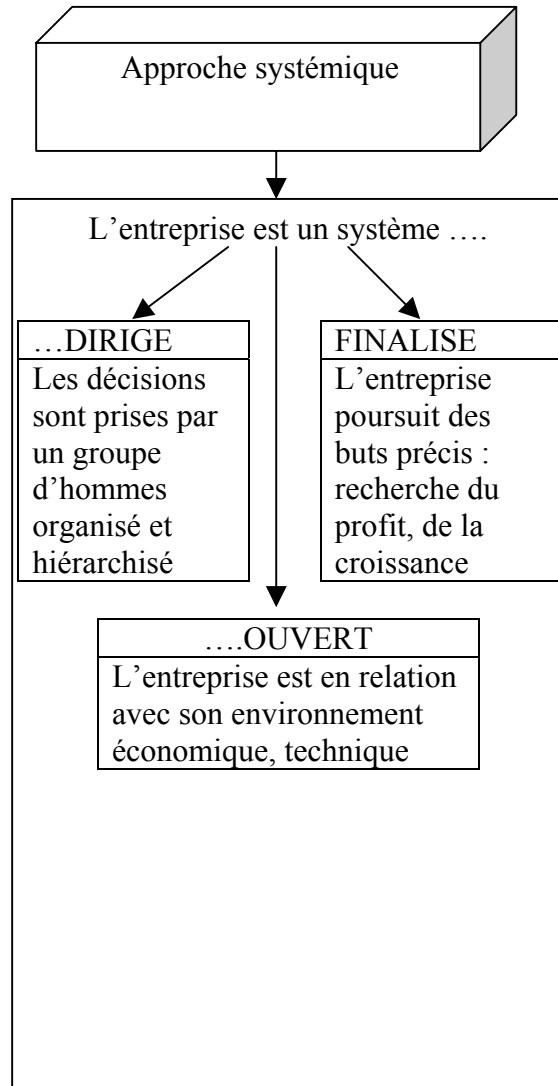 Approche systémique
L’entreprise est un système ….
…DIRIGE
Les décisions
sont prises par
un groupe
d’hommes
organisé et
hiérarchisé
FINALISE
L’entreprise
poursuit des
buts précis :
recherche du
profit, de la
croissance
….OUVERT
L’entreprise est en relation
avec son environnement
économique, technique